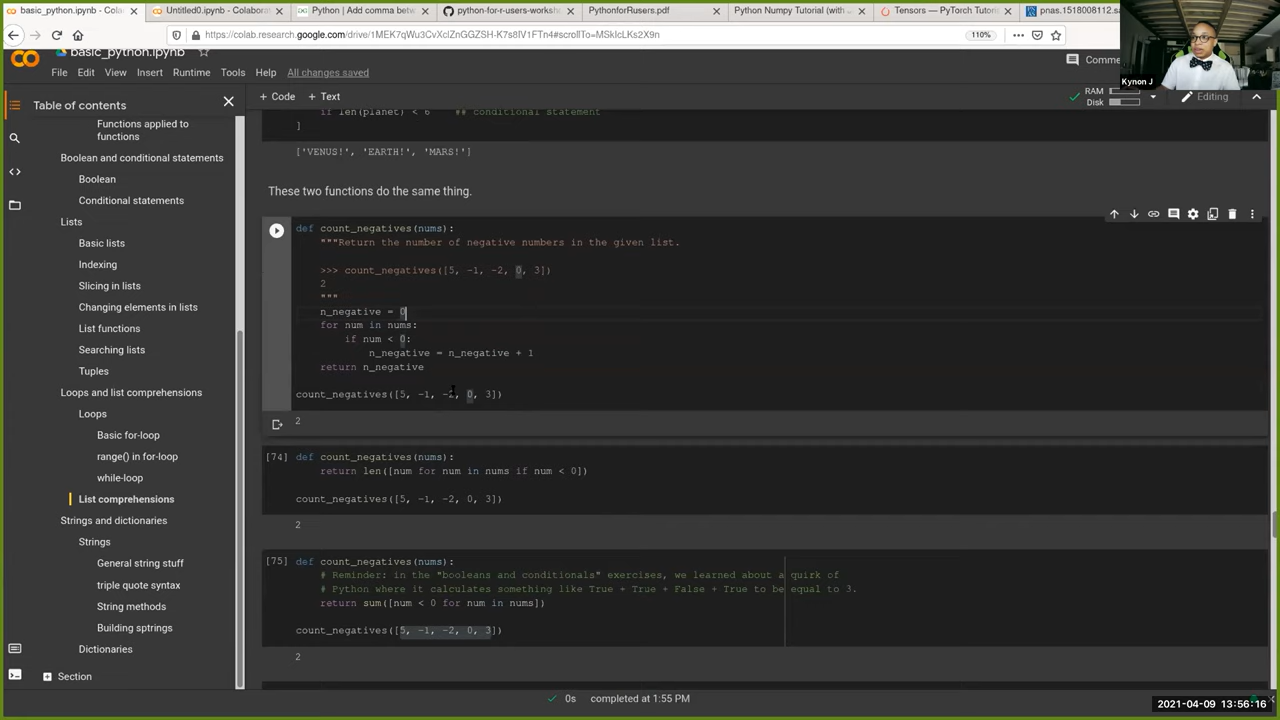 basic_python.ipynb - Cola
Untitled0.ipynb - Colaborat
Python | Add comma betw
python-for-r-users-worksh
PythonforRusers.pdf
Python Numpy Tutorial (with
Tensors — PyTorch Tutori
pnas.1518008112.sa
https://colab.research.google.com/drive/1MEK7qWu3CvXclZnGGZSH-K7s8IV1FTn4#scrollTo=MSkIcLKs2X9n
110%
Kynon J
basic_python.ipynb
File Edit View Insert Runtime Tools Help All changes saved
Comme
+ Code + Text
RAM
Disk
Editing
Table of contents
Functions applied to
functions
Boolean and conditional statements
Boolean
Conditional statements
Lists
Basic lists
Indexing
Slicing in lists
Changing elements in lists
List functions
Searching lists
Tuples
Loops and list comprehensions
Loops
Basic for-loop
range() in for-loop
while-loop
List comprehensions
Strings and dictionaries
Strings
General string stuff
triple quote syntax
String methods
Building sptrings
Dictionaries
Section
if len(planet) < 6 ## conditional statement
]
['VENUS!', 'EARTH!', 'MARS!']
These two functions do the same thing.
def count_negatives(nums):
"""Return the number of negative numbers in the given list.
>>> count_negatives([5, -1, -2, 0, 3])
2
"""
n_negative = 0
for num in nums:
if num < 0:
n_negative = n_negative + 1
return n_negative
count_negatives([5, -1, -2, 0, 3])
2
[74] def count_negatives(nums):
return len([num for num in nums if num < 0])
count_negatives([5, -1, -2, 0, 3])
2
[75] def count_negatives(nums):
# Reminder: in the "booleans and conditionals" exercises, we learned about a quirk of
# Python where it calculates something like True + True + False + True to be equal to 3.
return sum([num < 0 for num in nums])
count_negatives([5, -1, -2, 0, 3])
2
0s completed at 1:55 PM
2021-04-09 13:56:16